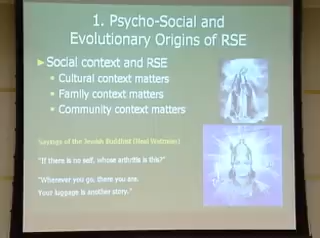 1. Psycho-Social and
Evolutionary Origins of RSE
Social context and RSE
Cultural context matters
Family context matters
Community context matters
Sayings of the Jewish Buddhist
"If there is no self, whose arthritis is this?"
"Wherever you go, there you are.
Your luggage is another story."